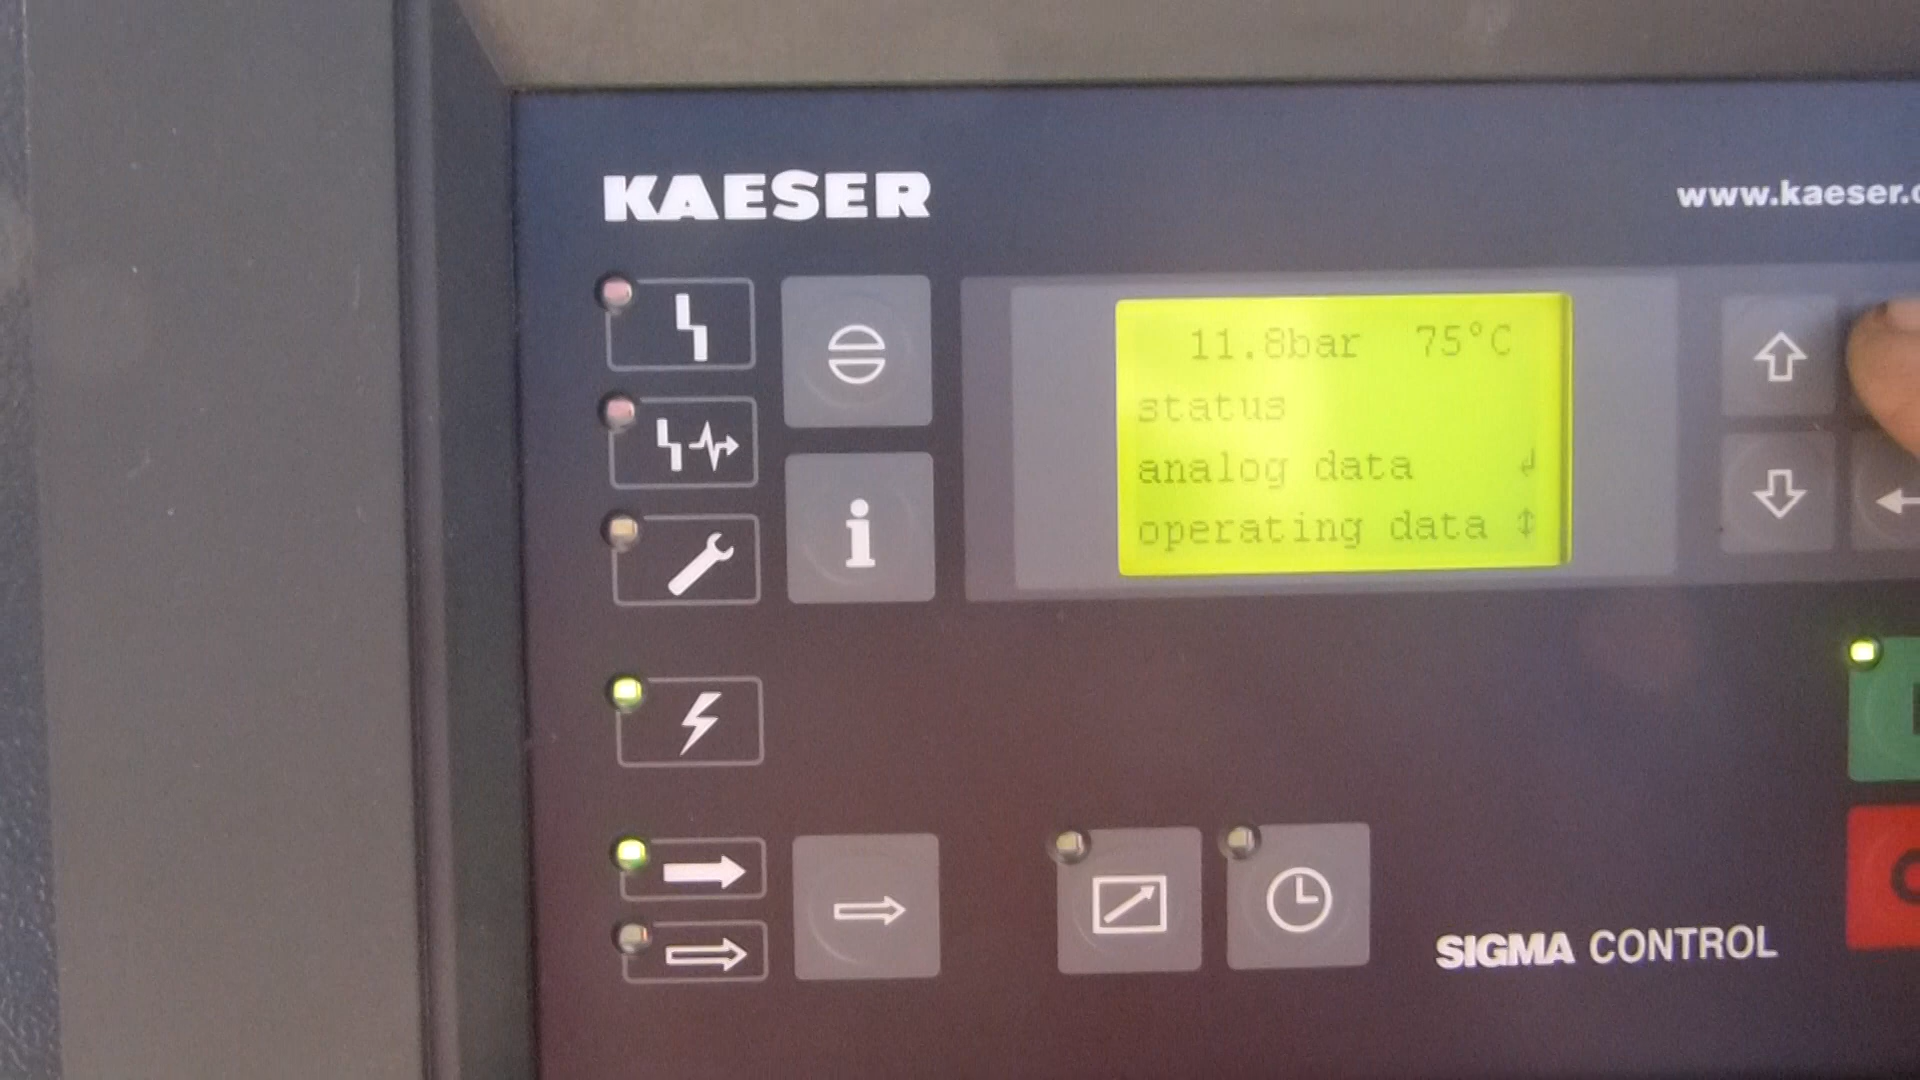 KAESER
www.kaeser.
11.8bar 75°C
status
analog data
operating data
SIGMA CONTROL